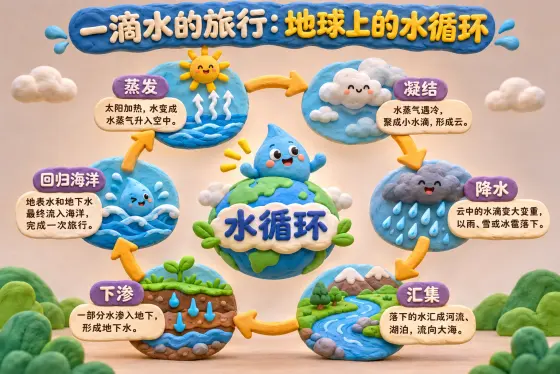 一滴水的旅行：地球上的水循环
蒸发
太阳加热，水变成
水蒸气升入空中。
凝结
水蒸气遇冷，
聚成小水滴，形成云。
降水
云中的水滴变大变重，
以雨、雪或冰雹落下。
汇集
落下的水汇成河流、
湖泊，流向大海。
下渗
一部分水渗入地下，
形成地下水。
回归海洋
地表水和地下水
最终流入海洋，
完成一次旅行。
水循环